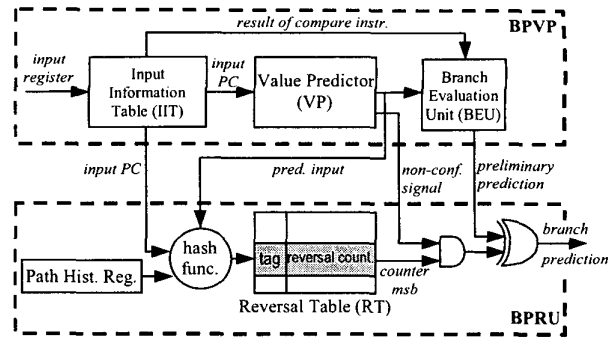 result of compare instr.
BPVP
input
register
input
PC
Input
Information
Table (IIT)
Value Predictor
(VP)
Branch
Evaluation
Unit (BEU)
input PC
pred. input
non-conf.
signal
preliminary
prediction
hash
func.
tag
reversal count.
Path Hist. Reg.
counter
msb
branch
prediction
Reversal Table (RT)
BPRU